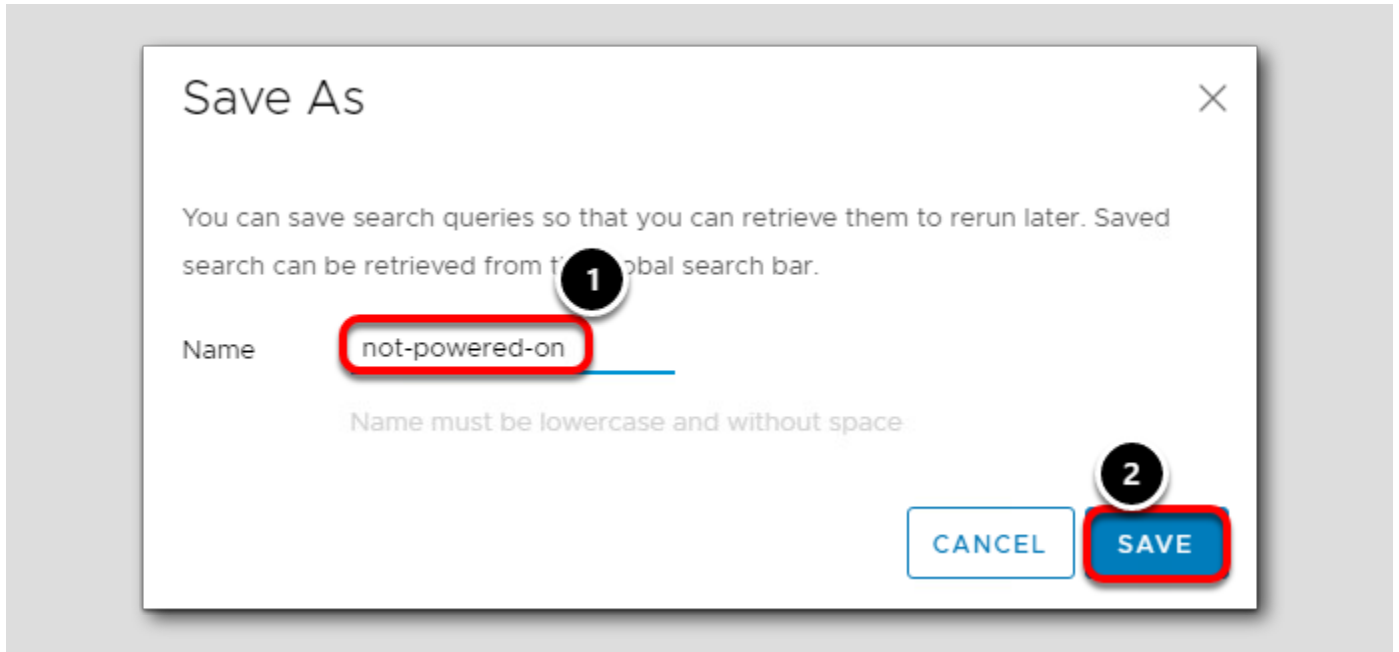 Save As
You can save search queries so that you can retrieve them to rerun later. Saved
search can be retrieved from t obal search bar.
1
Name
not-powered-on
Name must be lowercase and without space
2
CANCEL
SAVE